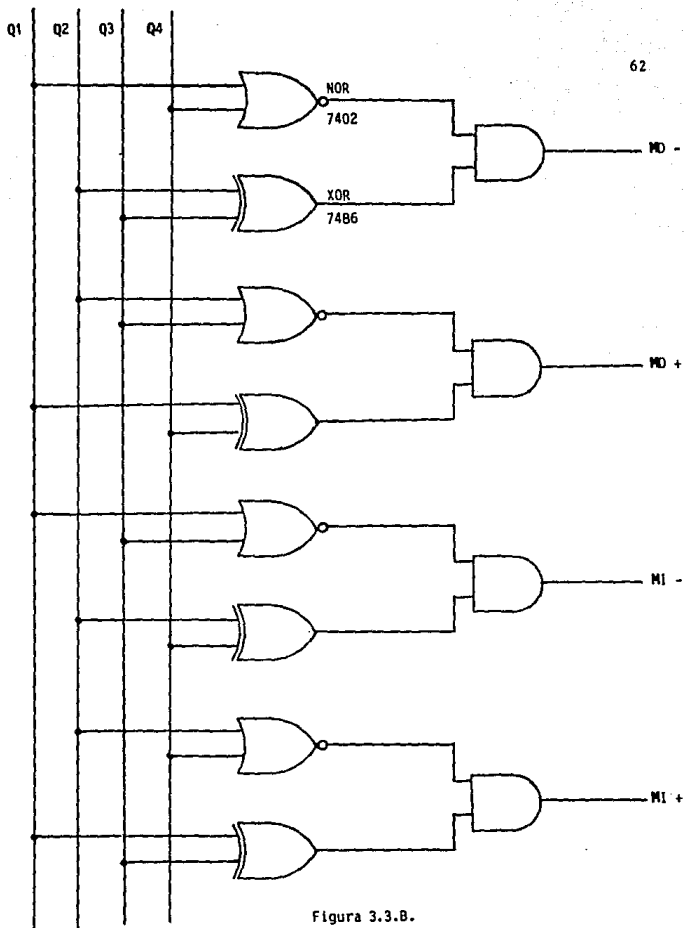 Q1 Q2 Q3 Q4
62
NOR
7402
MD -
XOR
7486
MD +
MI -
MI +
Figura 3.3.B.